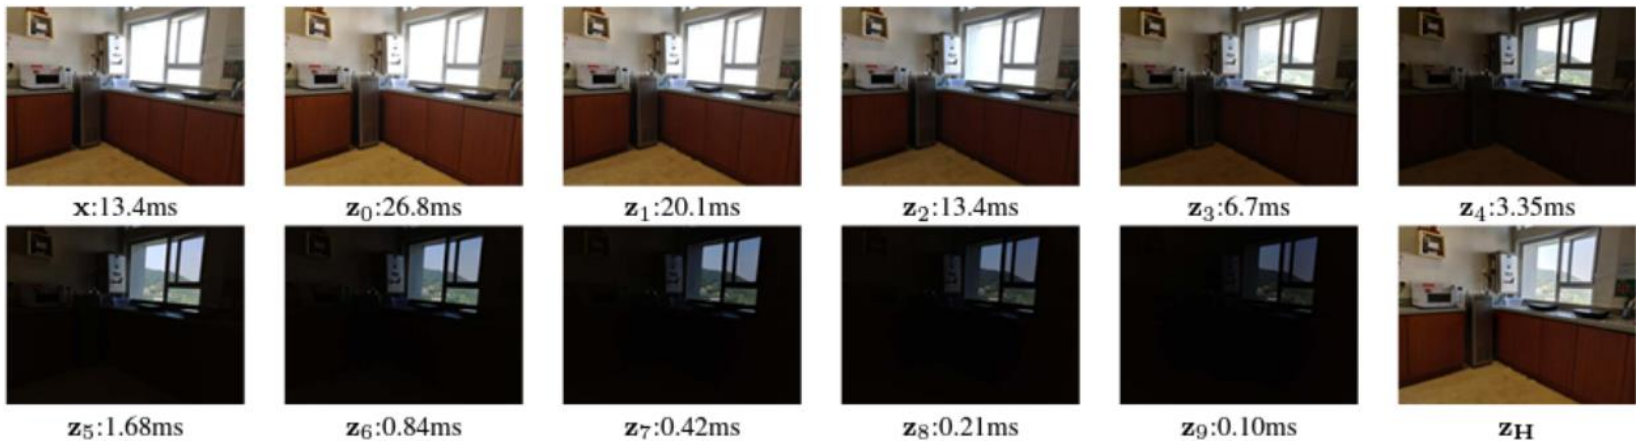 x:13.4ms z₀:26.8ms z₁:20.1ms z₂:13.4ms z₃:6.7ms z₄:3.35ms
z₅:1.68ms z₆:0.84ms z₇:0.42ms z₈:0.21ms z₉:0.10ms z_H